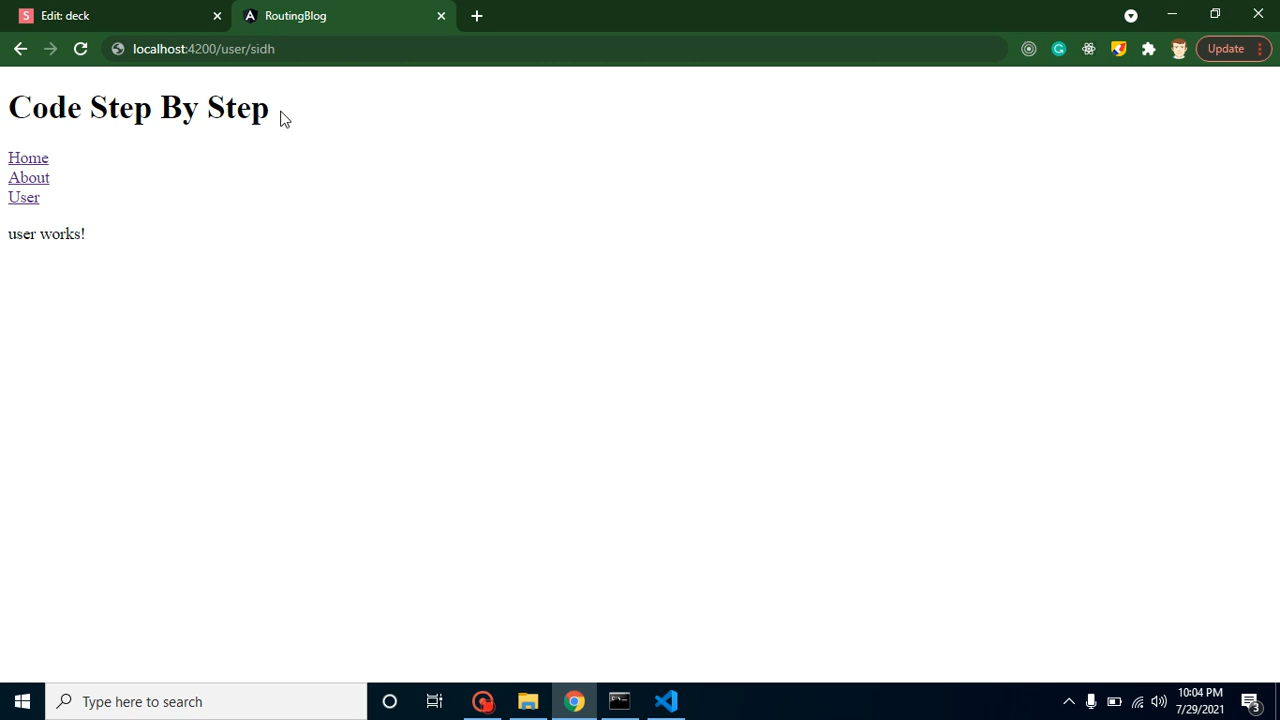 S Edit: deck
RoutingBlog
localhost:4200/user/sidh
Update
Code Step By Step
Home
About
User
user works!
Type here to search
10:04 PM
7/29/2021
3